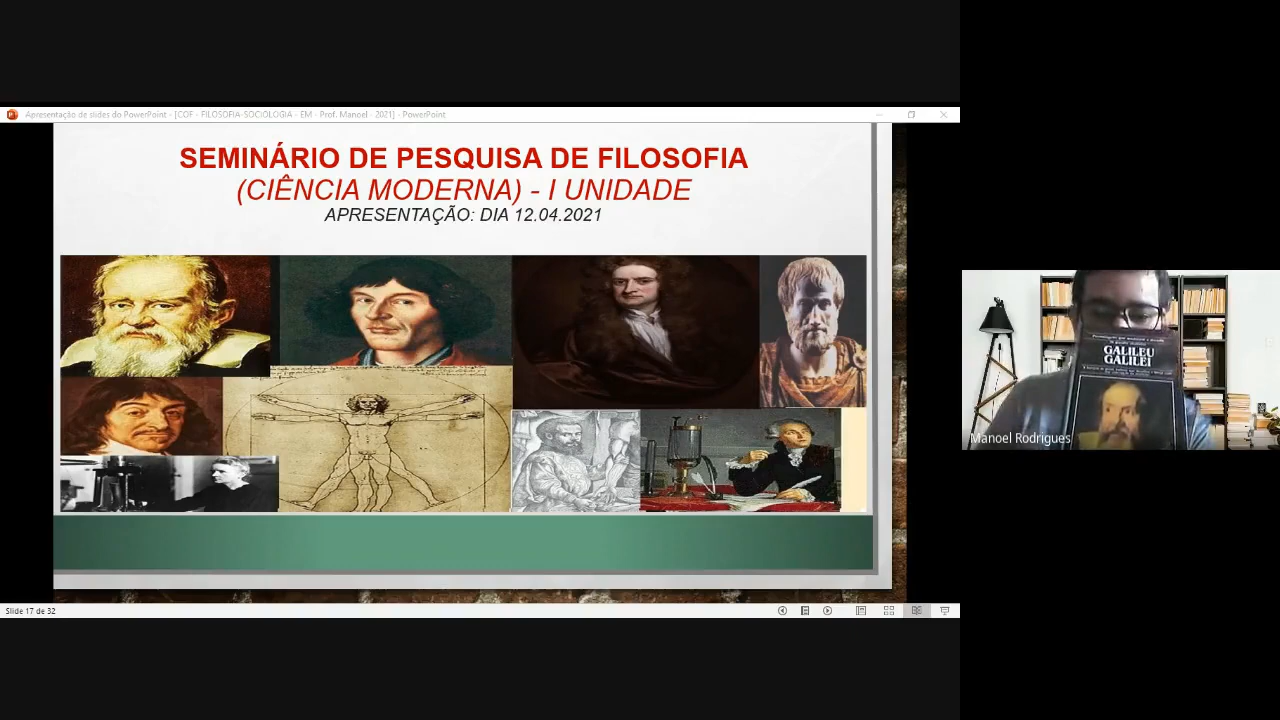 Apresentação de slides do PowerPoint - [COF - FILOSOFIA-SOCIOLOGIA - EM - Prof. Manoel - 2021] - PowerPoint
SEMINÁRIO DE PESQUISA DE FILOSOFIA
(CIÊNCIA MODERNA) - I UNIDADE
APRESENTAÇÃO: DIA 12.04.2021
GALILEU
GALILEI
Manoel Rodrigues
Slide 17 de 32